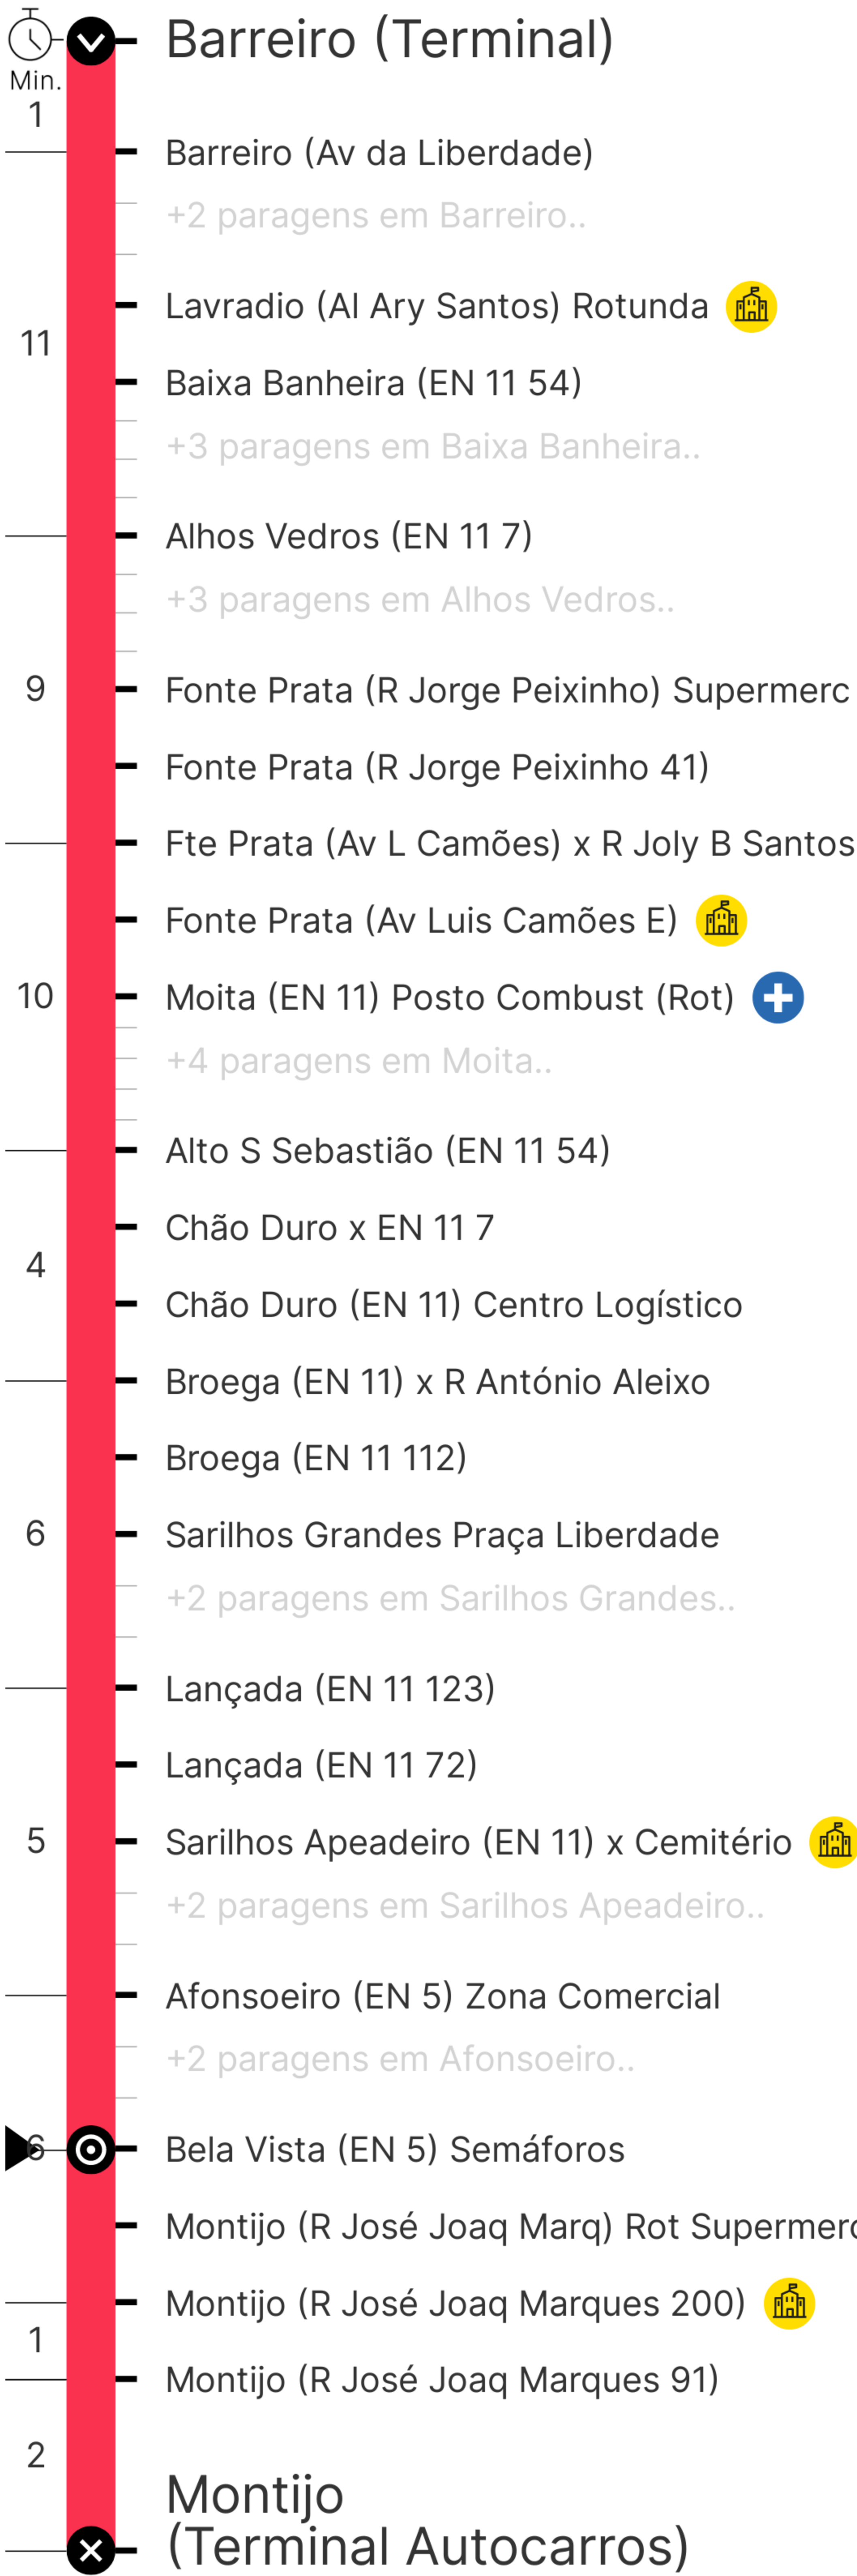 Barreiro (Terminal)
Min.
1
Barreiro (Av da Liberdade)
+2 paragens em Barreiro..
Lavradio (Al Ary Santos) Rotunda
11
Baixa Banheira (EN 11 54)
+3 paragens em Baixa Banheira..
Alhos Vedros (EN 11 7)
+3 paragens em Alhos Vedros..
9
Fonte Prata (R Jorge Peixinho) Supermerc
Fonte Prata (R Jorge Peixinho 41)
Fte Prata (Av L Camões) x R Joly B Santos
Fonte Prata (Av Luis Camões E)
10
Moita (EN 11) Posto Combust (Rot)
+4 paragens em Moita..
Alto S Sebastião (EN 11 54)
Chão Duro x EN 11 7
4
Chão Duro (EN 11) Centro Logístico
Broega (EN 11) x R António Aleixo
Broega (EN 11 112)
6
Sarilhos Grandes Praça Liberdade
+2 paragens em Sarilhos Grandes..
Lançada (EN 11 123)
Lançada (EN 11 72)
5
Sarilhos Apeadeiro (EN 11) x Cemitério
+2 paragens em Sarilhos Apeadeiro..
Afonsoeiro (EN 5) Zona Comercial
+2 paragens em Afonsoeiro..
6
Bela Vista (EN 5) Semáforos
Montijo (R José Joaq Marq) Rot Supermerc
Montijo (R José Joaq Marques 200)
1
Montijo (R José Joaq Marques 91)
2
Montijo
(Terminal Autocarros)